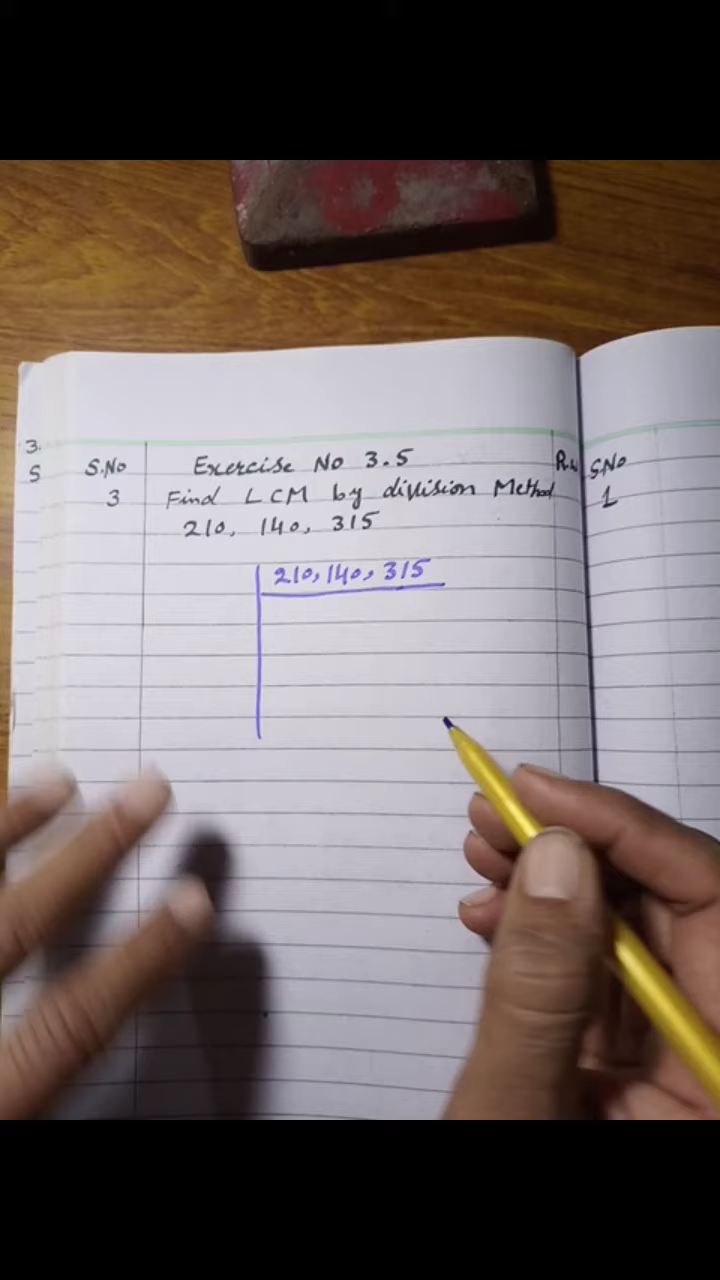 3.
S
S.No Exercise No 3.5 R.W
3 Find LCM by division Method
210, 140, 315
210, 140, 315
S.No
1